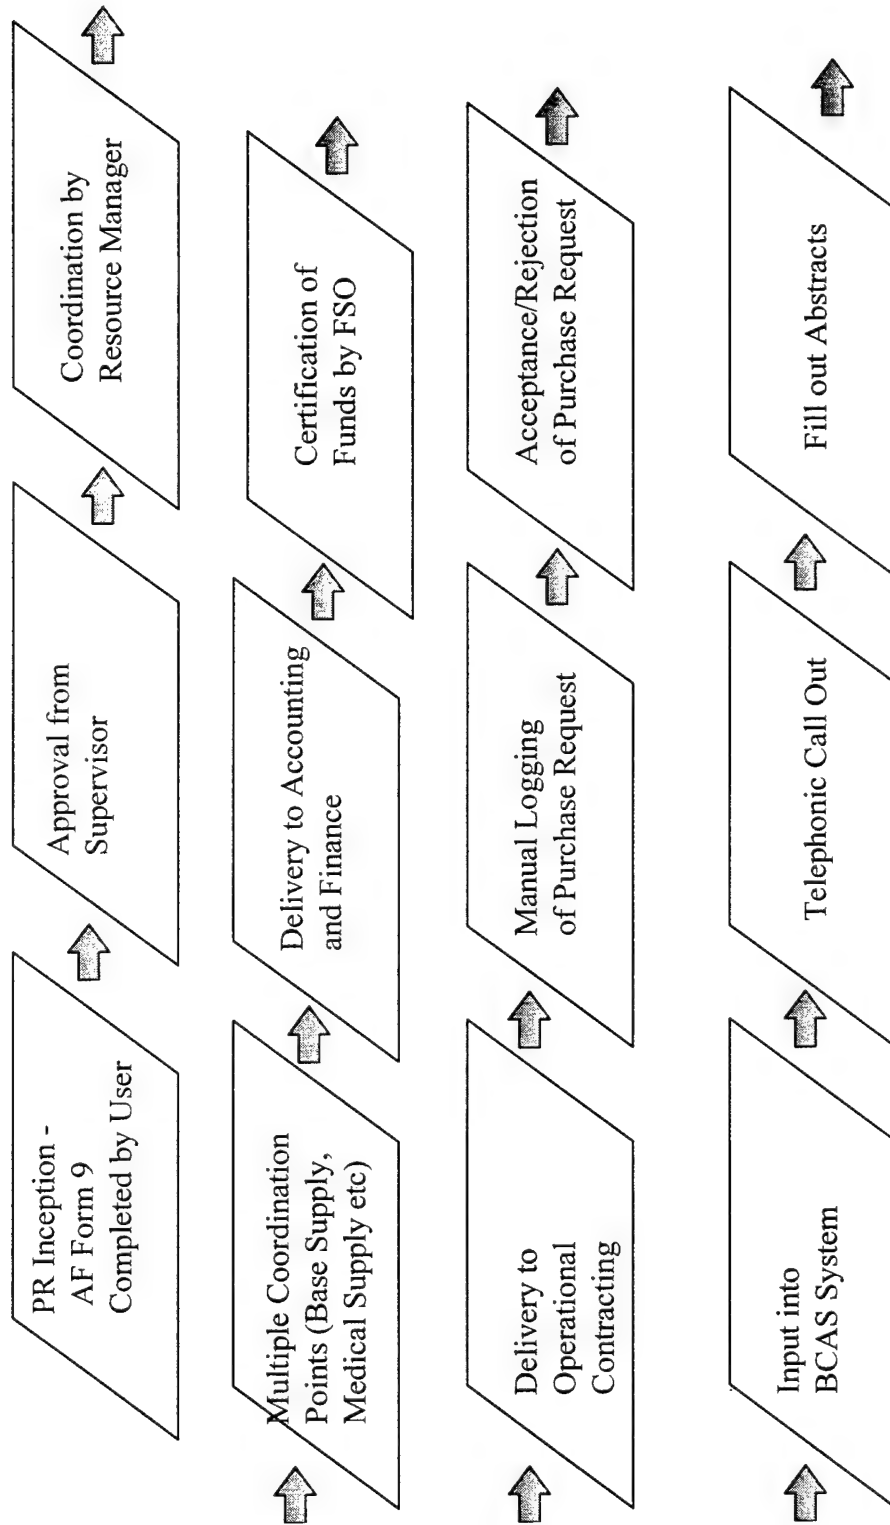 PR Inception -
AF Form 9
Completed by User
Approval from
Supervisor
Coordination by
Resource Manager
Multiple Coordination
Points (Base Supply,
Medical Supply etc)
Delivery to Accounting
and Finance
Certification of
Funds by FSO
Delivery to
Operational
Contracting
Manual Logging
of Purchase Request
Acceptance/Rejection
of Purchase Request
Input into
BCAS System
Telephonic Call Out
Fill out Abstracts